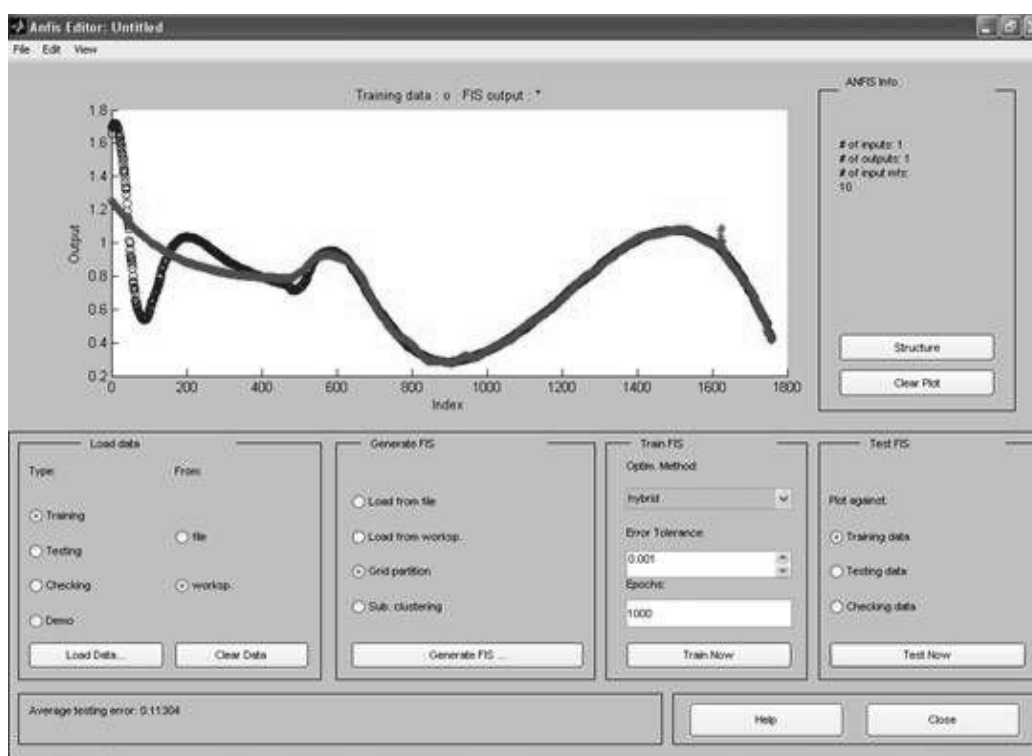 Anfis Editor: Untitled
File Edit View
Training data : o FIS output : *
1.8
1.6
1.4
1.2
1
0.8
0.6
0.4
0.2
Output
0 200 400 600 800 1000 1200 1400 1600 1800
Index
ANFIS Info.
# of inputs: 1
# of outputs: 1
# of input mfs:
10
Structure
Clear Plot
Load data
Type:
From:
Training
Testing
Checking
Demo
file
worksp.
Load Data...
Clear Data
Generate FIS
Load from file
Load from worksp.
Grid partition
Sub. clustering
Generate FIS ...
Train FIS
Optim. Method:
hybrid
Error Tolerance:
0.001
Epochs:
1000
Train Now
Test FIS
Plot against:
Training data
Testing data
Checking data
Test Now
Average testing error: 0.11304
Help
Close